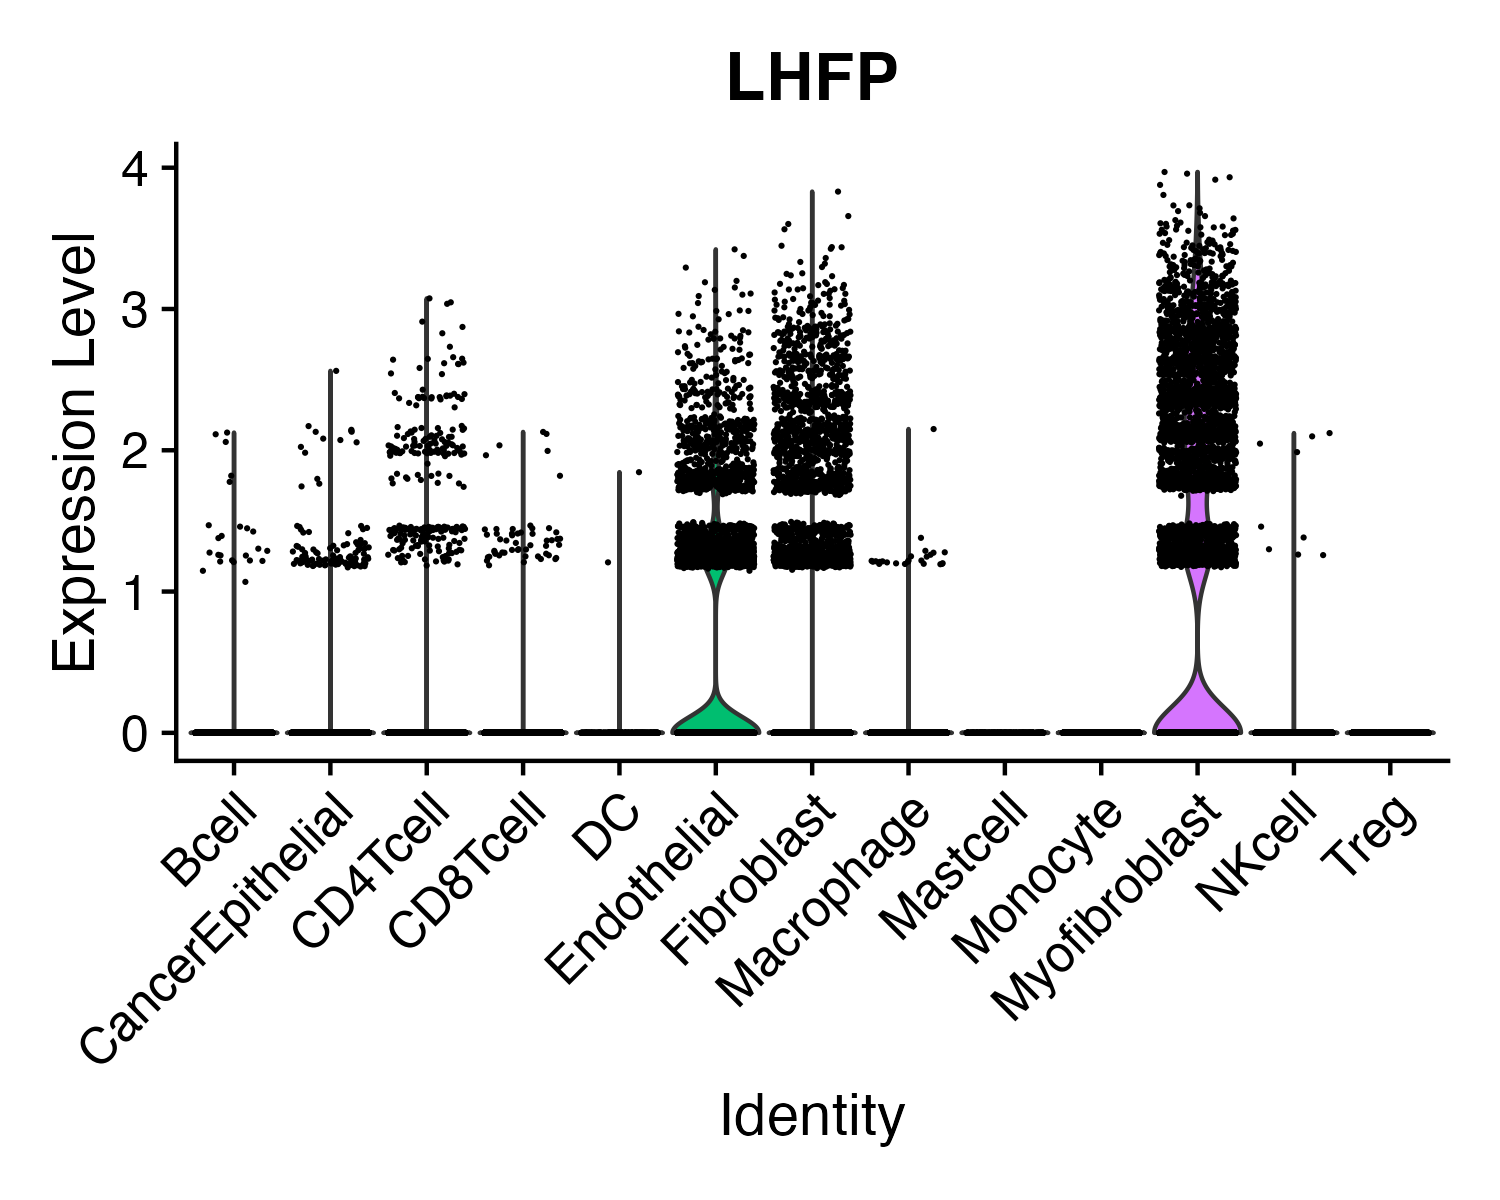 LHFP
Expression Level
4
3
2
1
0
Bcell
CancerEpithelial
CD4Tcell
CD8Tcell
DC
Endothelial
Fibroblast
Macrophage
Mastcell
Monocyte
Myofibroblast
NKcell
Treg
Identity